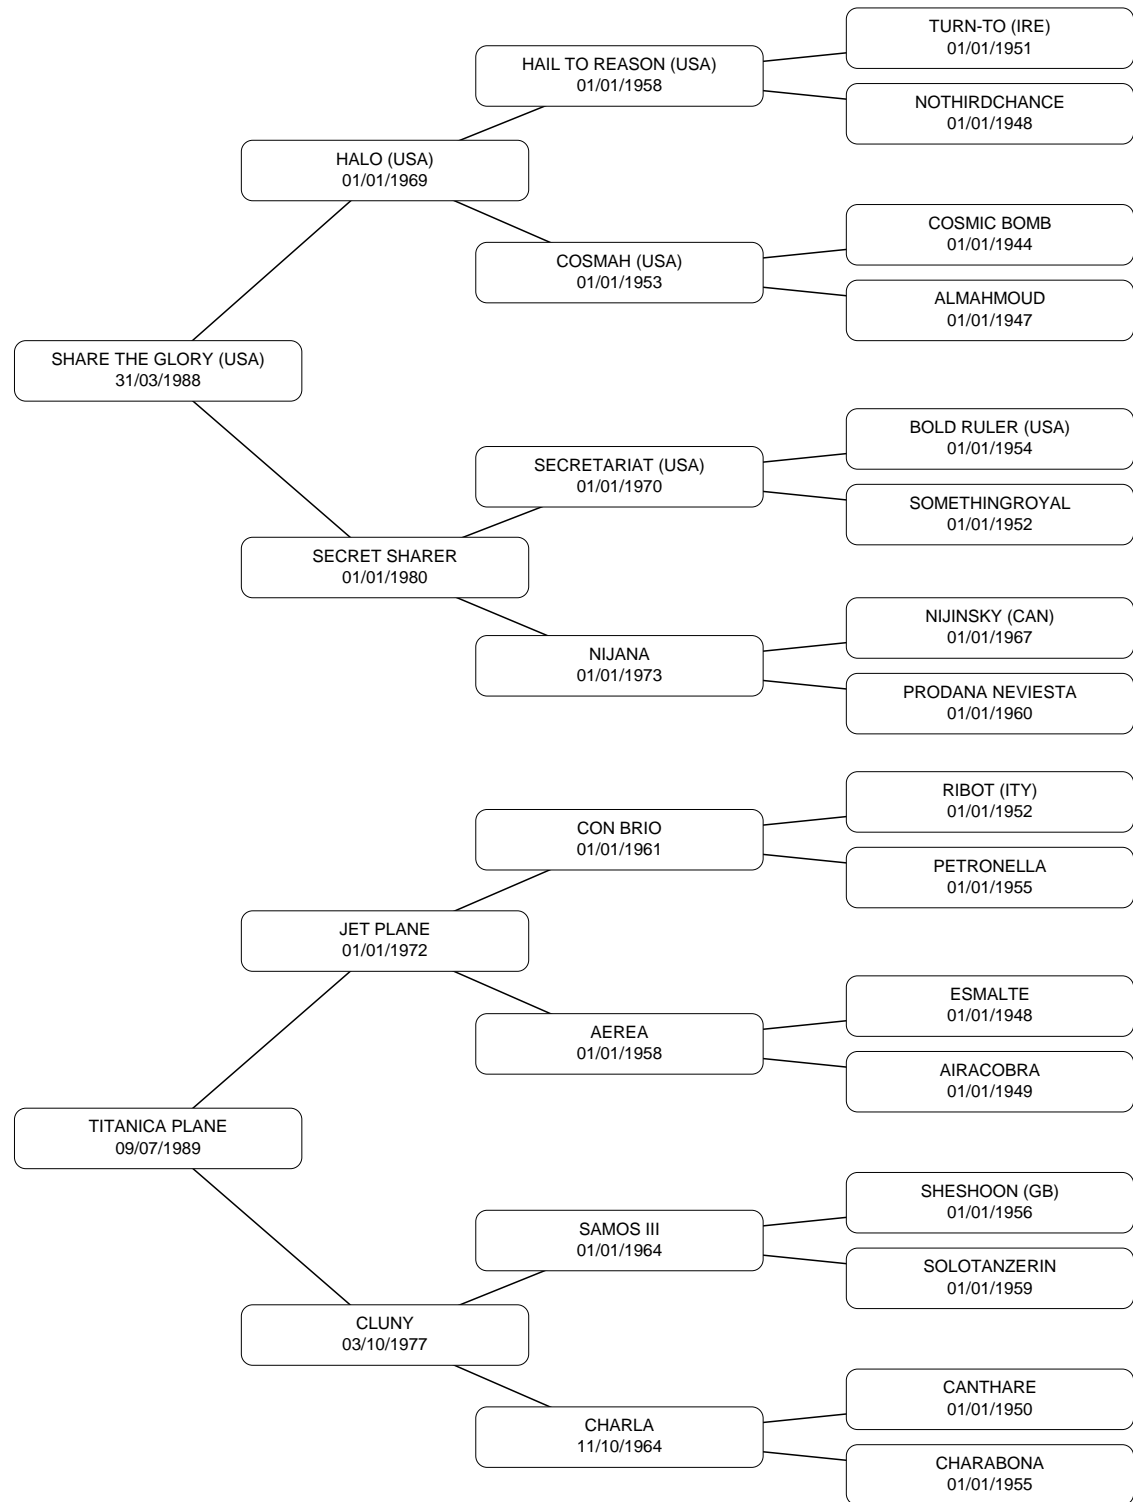 TURN-TO (IRE)
01/01/1951
HAIL TO REASON (USA)
01/01/1958
NOTHIRDCHANCE
01/01/1948
HALO (USA)
01/01/1969
COSMIC BOMB
01/01/1944
COSMAH (USA)
01/01/1953
ALMAHMOUD
01/01/1947
SHARE THE GLORY (USA)
31/03/1988
BOLD RULER (USA)
01/01/1954
SECRETARIAT (USA)
01/01/1970
SOMETHINGROYAL
01/01/1952
SECRET SHARER
01/01/1980
NIJINSKY (CAN)
01/01/1967
NIJANA
01/01/1973
PRODANA NEVIESTA
01/01/1960
RIBOT (ITY)
01/01/1952
CON BRIO
01/01/1961
PETRONELLA
01/01/1955
JET PLANE
01/01/1972
ESMALTE
01/01/1948
AEREA
01/01/1958
AIRACOBRA
01/01/1949
TITANICA PLANE
09/07/1989
SHESHOON (GB)
01/01/1956
SAMOS III
01/01/1964
SOLOTANZERIN
01/01/1959
CLUNY
03/10/1977
CANTHARE
01/01/1950
CHARLA
11/10/1964
CHARABONA
01/01/1955